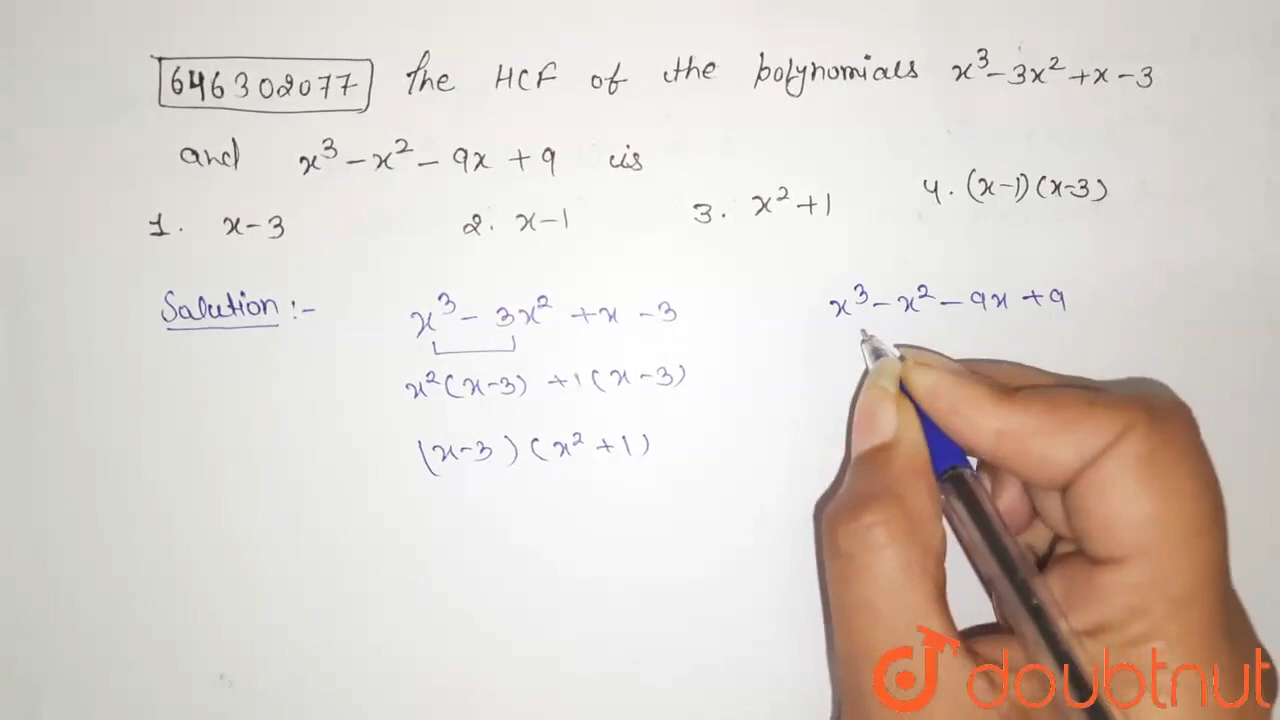 646302077 The HCF of the polynomials x³-3x²+x-3
and x³-x²-9x+9 is
1. x-3 2. x-1 3. x²+1 4. (x-1)(x-3)
Solution :- x³-3x²+x-3 x³-x²-9x+9
x²(x-3) +1(x-3)
(x-3)(x²+1)
doubtnut